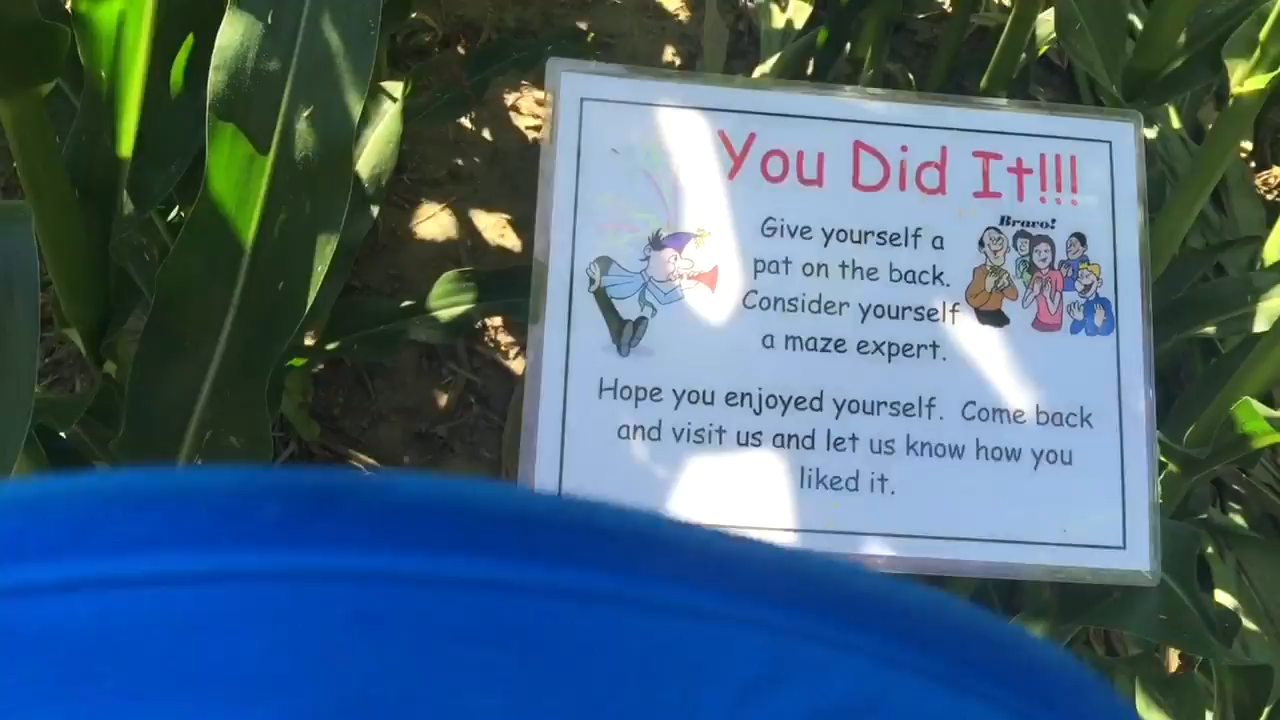 You Did It!!!
Bravo!
Give yourself a
pat on the back.
Consider yourself
a maze expert.
Hope you enjoyed yourself. Come back
and visit us and let us know how you
liked it.